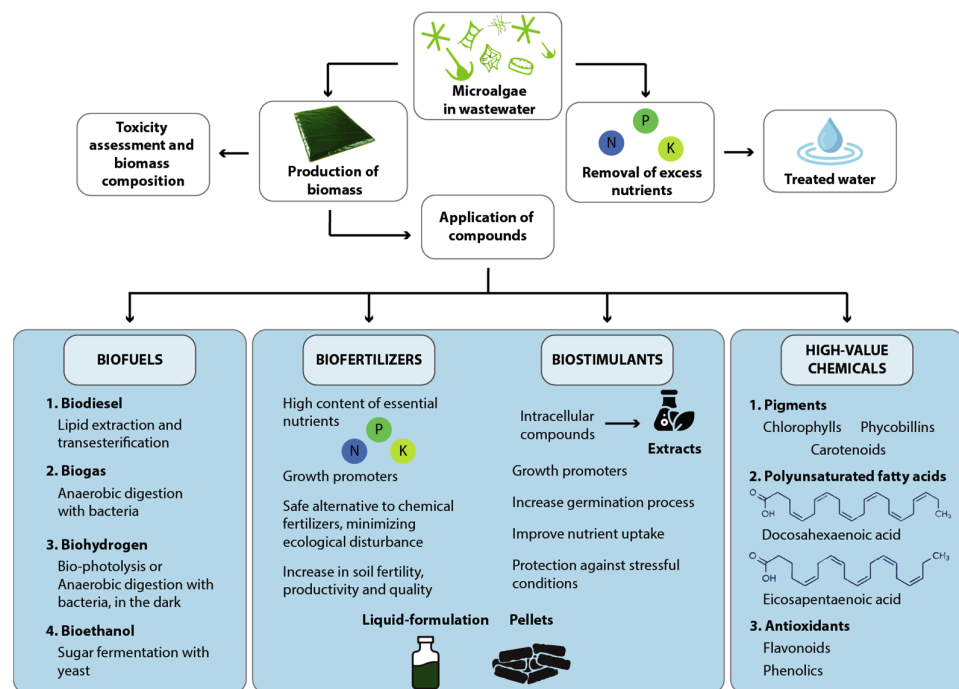 Microalgae
in wastewater
Toxicity
assessment and
biomass
composition
Production of
biomass
N
P
K
Removal of excess
nutrients
Treated water
Application of
compounds
BIOFUELS
1. Biodiesel
Lipid extraction and
transesterification
2. Biogas
Anaerobic digestion
with bacteria
3. Biohydrogen
Bio-photolysis or
Anaerobic digestion with
bacteria, in the dark
4. Bioethanol
Sugar fermentation with
yeast
BIOFERTILIZERS
High content of essential
nutrients
N
P
K
Growth promoters
Safe alternative to chemical
fertilizers, minimizing
ecological disturbance
Increase in soil fertility,
productivity and quality
BIOSTIMULANTS
Intracellular
compounds
Extracts
Growth promoters
Increase germination process
Improve nutrient uptake
Protection against stressful
conditions
Liquid-formulation
Pellets
HIGH-VALUE
CHEMICALS
1. Pigments
Chlorophylls Phycobillins
Carotenoids
2. Polyunsaturated fatty acids
O
OH
CH3
Docosahexaenoic acid
O
OH
CH3
Eicosapentaenoic acid
3. Antioxidants
Flavonoids
Phenolics